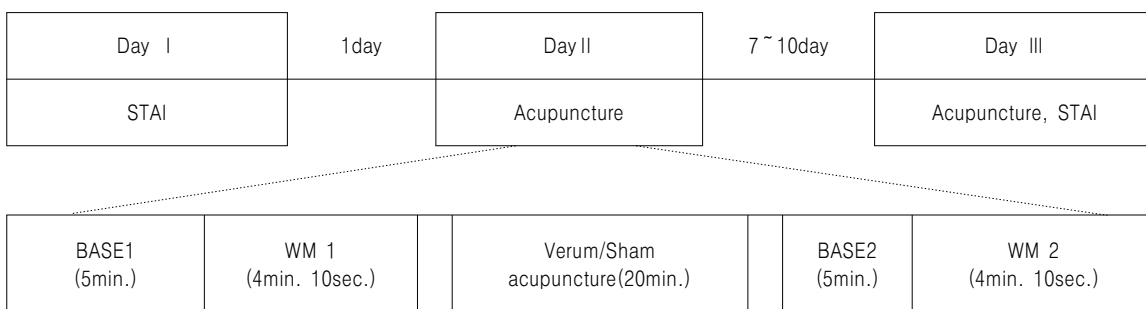 Day Ⅰ 1day Day Ⅱ 7~10day Day Ⅲ
STAI Acupuncture Acupuncture, STAI
BASE1 WM 1 Verum/Sham BASE2 WM 2
(5min.) (4min. 10sec.) acupuncture(20min.) (5min.) (4min. 10sec.)